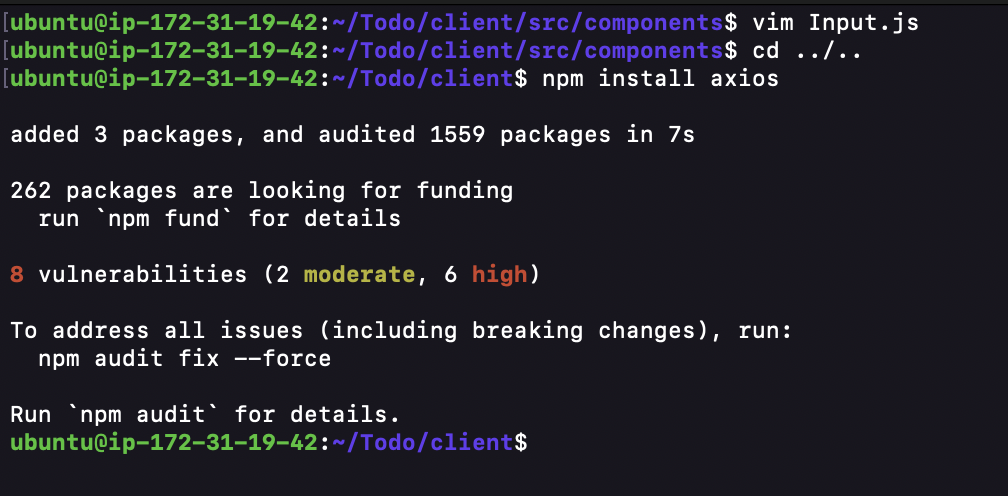 [ubuntu@ip-172-31-19-42:~/Todo/client/src/components$ vim Input.js
[ubuntu@ip-172-31-19-42:~/Todo/client/src/components$ cd ../..
[ubuntu@ip-172-31-19-42:~/Todo/client$ npm install axios
added 3 packages, and audited 1559 packages in 7s
262 packages are looking for funding
  run `npm fund` for details
8 vulnerabilities (2 moderate, 6 high)
To address all issues (including breaking changes), run:
  npm audit fix --force
Run `npm audit` for details.
ubuntu@ip-172-31-19-42:~/Todo/client$